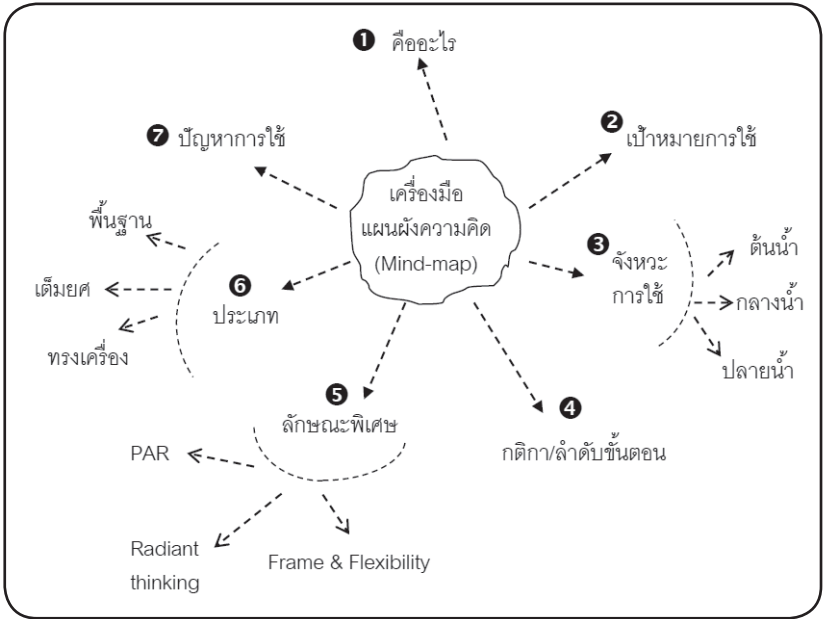 ❶ คืออะไร
❷ เป้าหมายการใช้
❸ จังหวะ
การใช้
ต้นน้ำ
กลางน้ำ
ปลายน้ำ
❹
กติกา/ลำดับขั้นตอน
❺
ลักษณะพิเศษ
PAR
Radiant
thinking
Frame & Flexibility
❻
ประเภท
พื้นฐาน
เต็มยศ
ทรงเครื่อง
❼ ปัญหาการใช้
เครื่องมือ
แผนผังความคิด
(Mind-map)